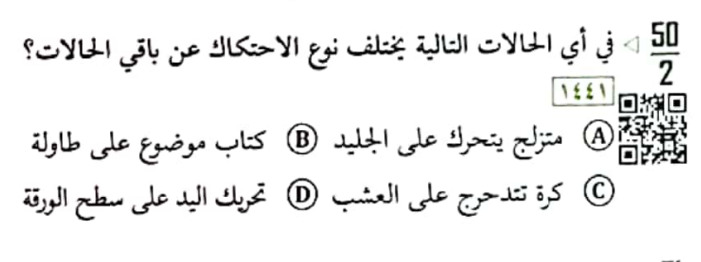 50/2 ◁ في أي الحالات التالية يختلف نوع الاحتكاك عن باقي الحالات؟
١٤٤١
A متزلج يتحرك على الجليد B كتاب موضوع على طاولة
C كرة تتدحرج على العشب D تحريك اليد على سطح الورقة